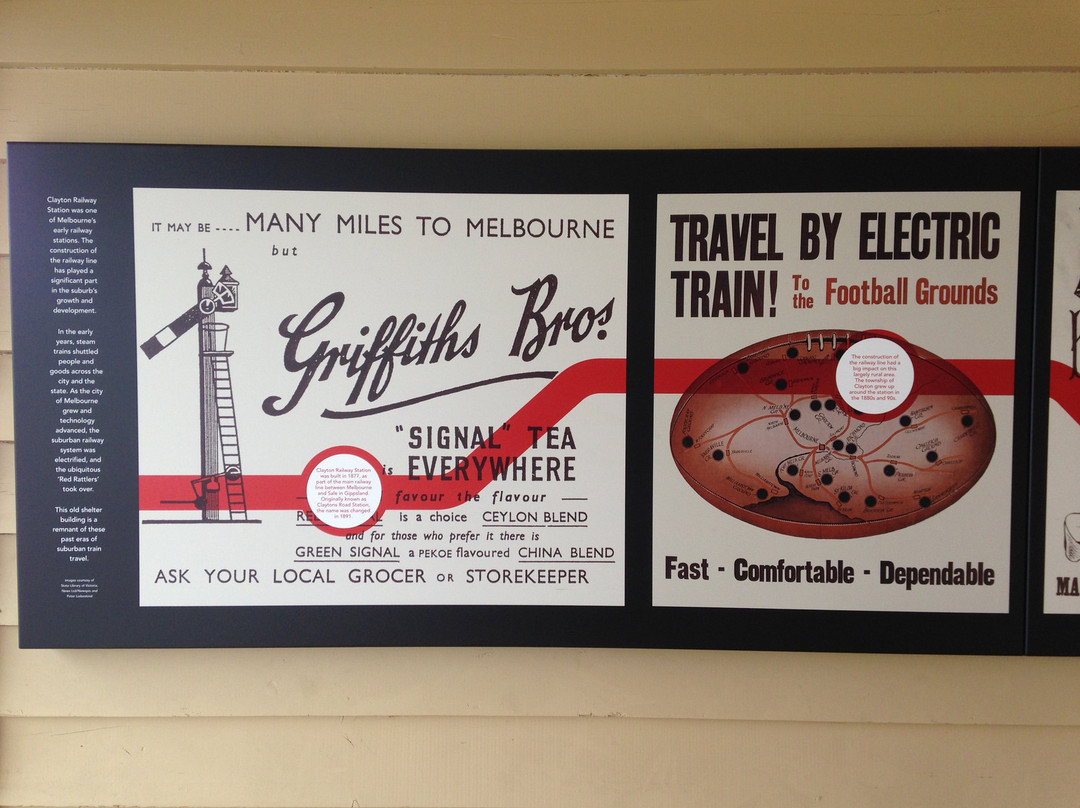 Clayton Railway
Station was one
of Melbourne's
early railway
stations. The
construction of
the railway line
has played a
significant part
in the suburb's
growth and
development.
In the early
years, steam
trains shuttled
people and
goods across the
city and the
state. As the city
of Melbourne
grew and
technology
advanced, the
suburban railway
system was
electrified, and
the ubiquitous
'Red Rattlers'
took over.
This old shelter
building is a
remnant of these
past eras of
suburban train
travel.
Images courtesy of
State Library of Victoria
IT MAY BE ---- MANY MILES TO MELBOURNE
but
Griffiths Bros.
"SIGNAL" TEA
is EVERYWHERE
favour the flavour
is a choice CEYLON BLEND
and for those who prefer it there is
GREEN SIGNAL a PEKOE flavoured CHINA BLEND
ASK YOUR LOCAL GROCER OR STOREKEEPER
Clayton Railway Station
was built in 1877, as
part of the main railway
line between Melbourne
and Sale in Gippsland.
Originally known as
Claytons Road Station,
the name was changed
in 1891.
TRAVEL BY ELECTRIC
TRAIN! To the Football Grounds
The construction of
the railway line had a
big impact on this
largely rural area.
The township of
Clayton grew up
around the station in
the 1880s and 90s.
MELBOURNE
RICHMOND
Fast - Comfortable - Dependable
MA